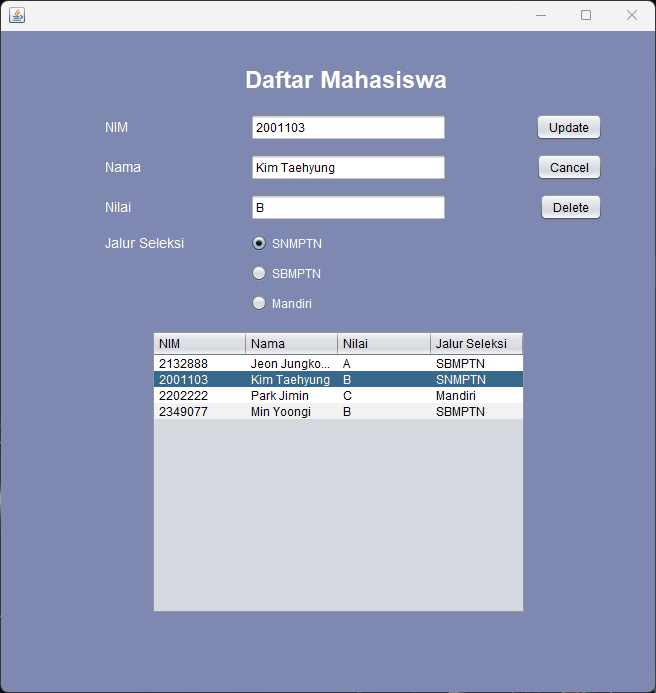 Daftar Mahasiswa
NIM 2001103 Update
Nama Kim Taehyung Cancel
Nilai B Delete
Jalur Seleksi SNMPTN
SBMPTN
Mandiri
NIM Nama Nilai Jalur Seleksi
2132888 Jeon Jungko... A SBMPTN
2001103 Kim Taehyung B SNMPTN
2202222 Park Jimin C Mandiri
2349077 Min Yoongi B SBMPTN